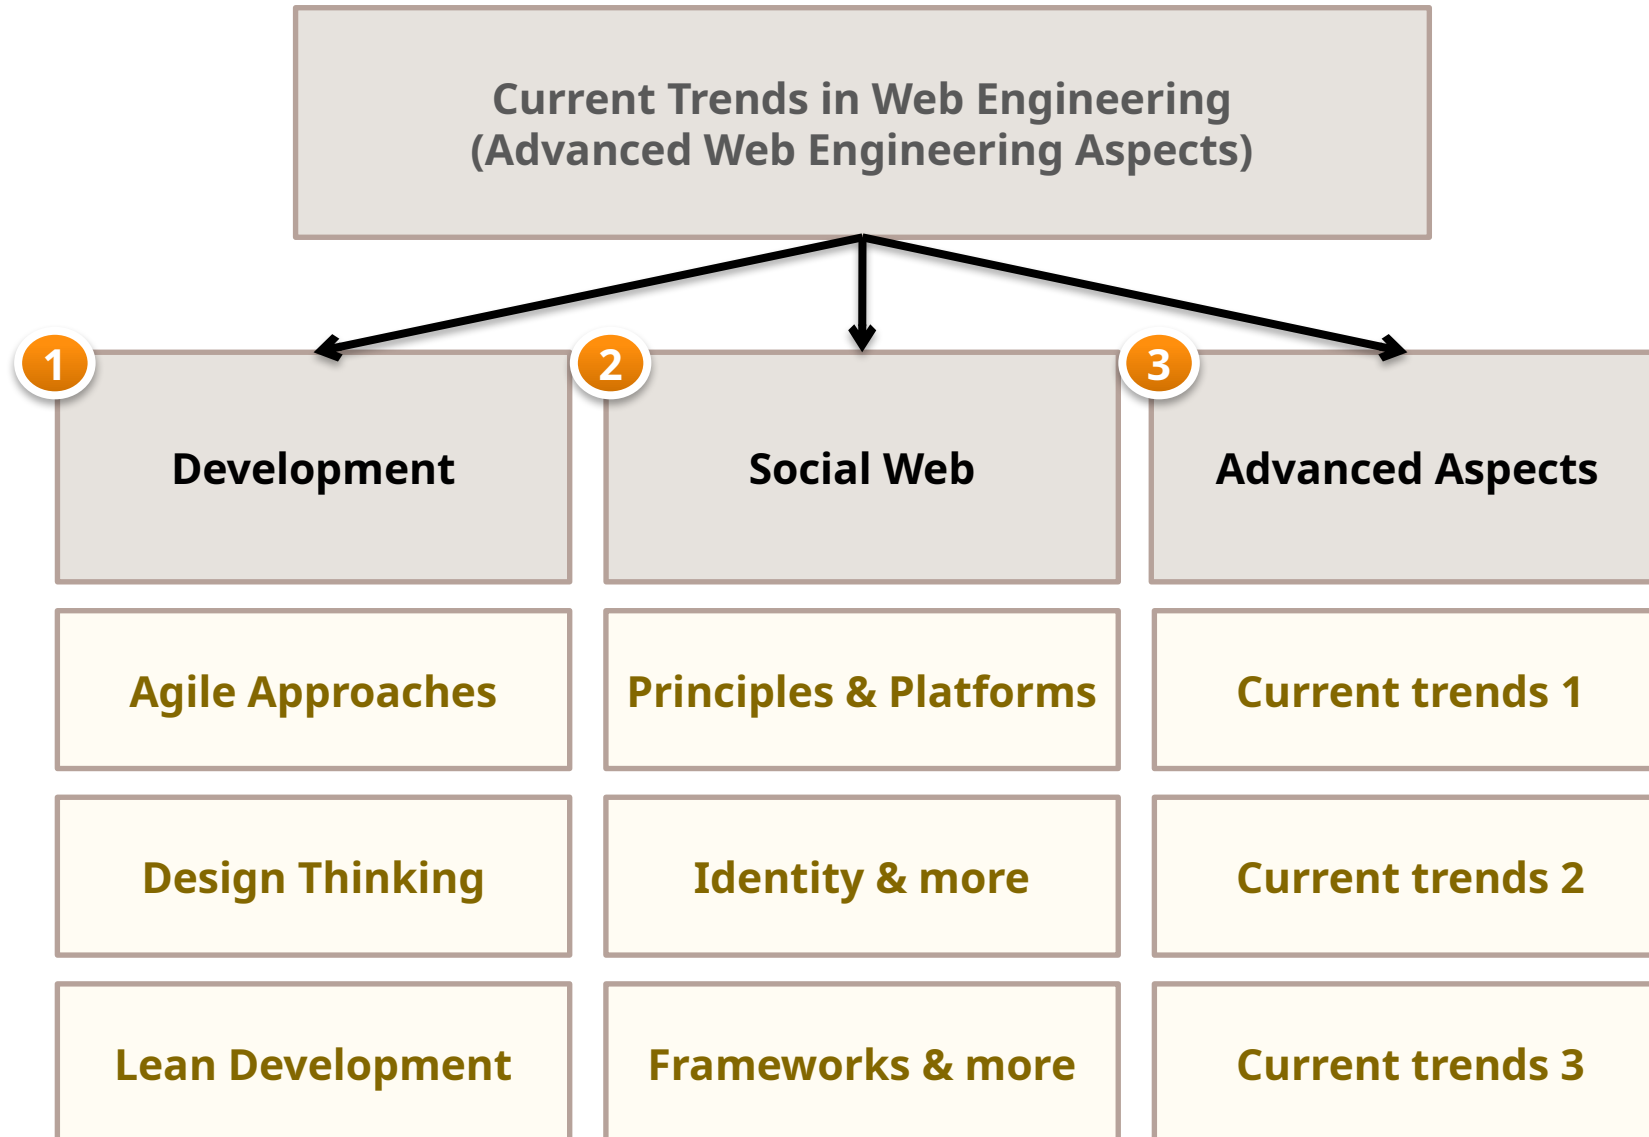 Current Trends in Web Engineering
(Advanced Web Engineering Aspects)
1
2
3
Development
Social Web
Advanced Aspects
Agile Approaches
Principles & Platforms
Current trends 1
Design Thinking
Identity & more
Current trends 2
Lean Development
Frameworks & more
Current trends 3